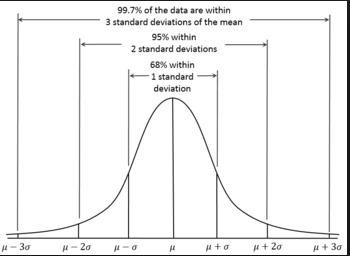 99.7% of the data are within
3 standard deviations of the mean
95% within
2 standard deviations
68% within
1 standard
deviation
μ − 3σ μ − 2σ μ − σ μ μ + σ μ + 2σ μ + 3σ